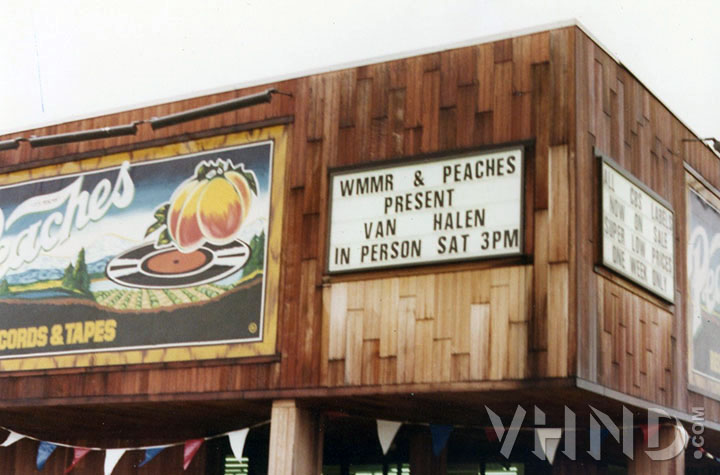 Peaches
CORDS & TAPES
®
WMMR & PEACHES
PRESENT
VAN HALEN
IN PERSON SAT 3PM
ALL CBS LABELS
NOW ON SALE
SUPER LOW PRICES
ONE WEEK ONLY
VHND.COM